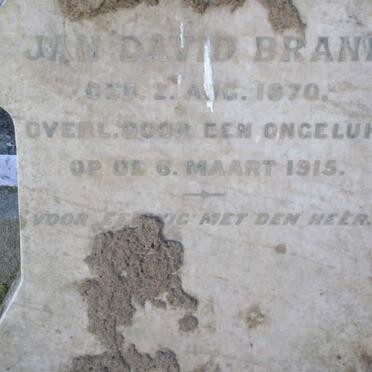 JAN DAVID BRAN
GEB. 2. AUG. 1870.
OVERL. DOOR EEN ONGELUK
OP DE 6. MAART 1915.
VOOR MET DEN HEER.